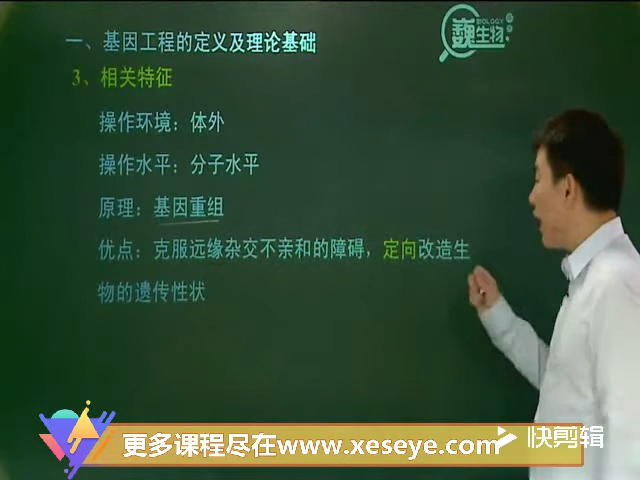 一、基因工程的定义及理论基础
巍生物
BIOLOGY
3、相关特征
操作环境：体外
操作水平：分子水平
原理：基因重组
优点：克服远缘杂交不亲和的障碍，定向改造生
物的遗传性状
更多课程尽在www.xeseye.com
快剪辑